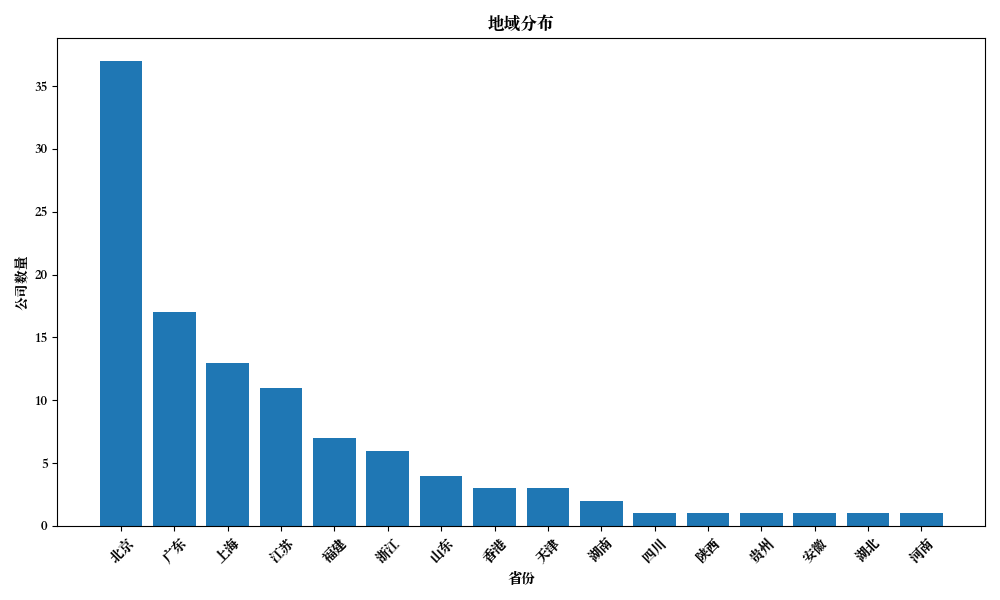 地域分布
公司数量
35
30
25
20
15
10
5
0
北京
广东
上海
江苏
福建
浙江
山东
香港
天津
湖南
四川
陕西
贵州
安徽
湖北
河南
省份